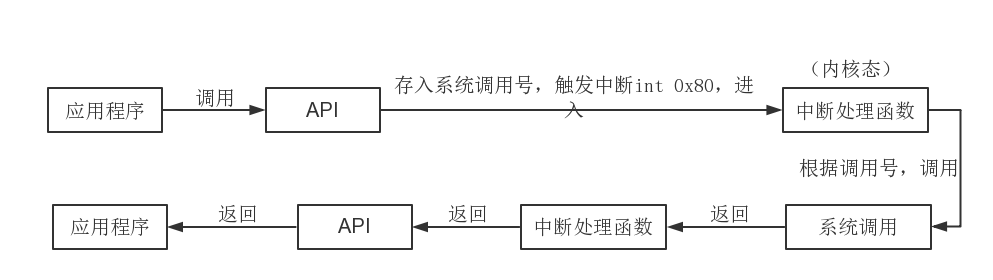 （内核态）
存入系统调用号，触发中断int 0x80，进
入
应用程序
调用
API
中断处理函数
根据调用号，调用
应用程序
返回
API
返回
中断处理函数
返回
系统调用